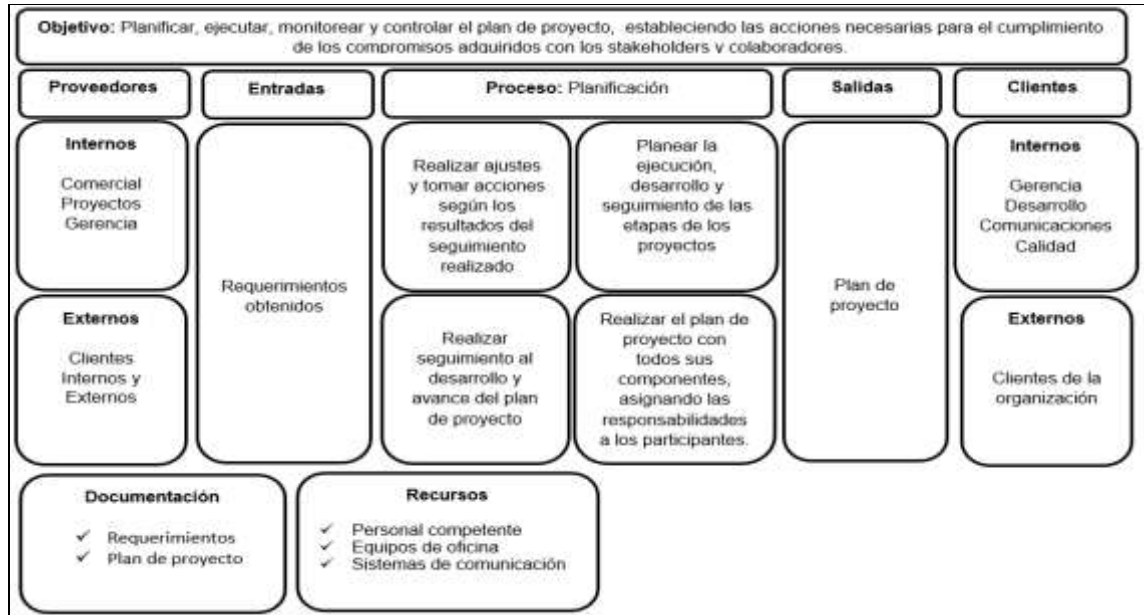 Objetivo: Planificar, ejecutar, monitorear y controlar el plan de proyecto, estableciendo las acciones necesarias para el cumplimiento
de los compromisos adquiridos con los stakeholders y colaboradores.
Proveedores
Entradas
Proceso: Planificación
Salidas
Clientes
Internos
Comercial
Proyectos
Gerencia
Externos
Clientes
Internos y
Externos
Requerimientos
obtenidos
Realizar ajustes
y tomar acciones
según los
resultados del
seguimiento
realizado
Planear la
ejecución,
desarrollo y
seguimiento de las
etapas de los
proyectos
Realizar
seguimiento al
desarrollo y
avance del plan
de proyecto
Realizar el plan de
proyecto con
todos sus
componentes,
asignando las
responsabilidades
a los participantes.
Plan de
proyecto
Internos
Gerencia
Desarrollo
Comunicaciones
Calidad
Externos
Clientes de la
organización
Documentación
✓ Requerimientos
✓ Plan de proyecto
Recursos
✓ Personal competente
✓ Equipos de oficina
✓ Sistemas de comunicación